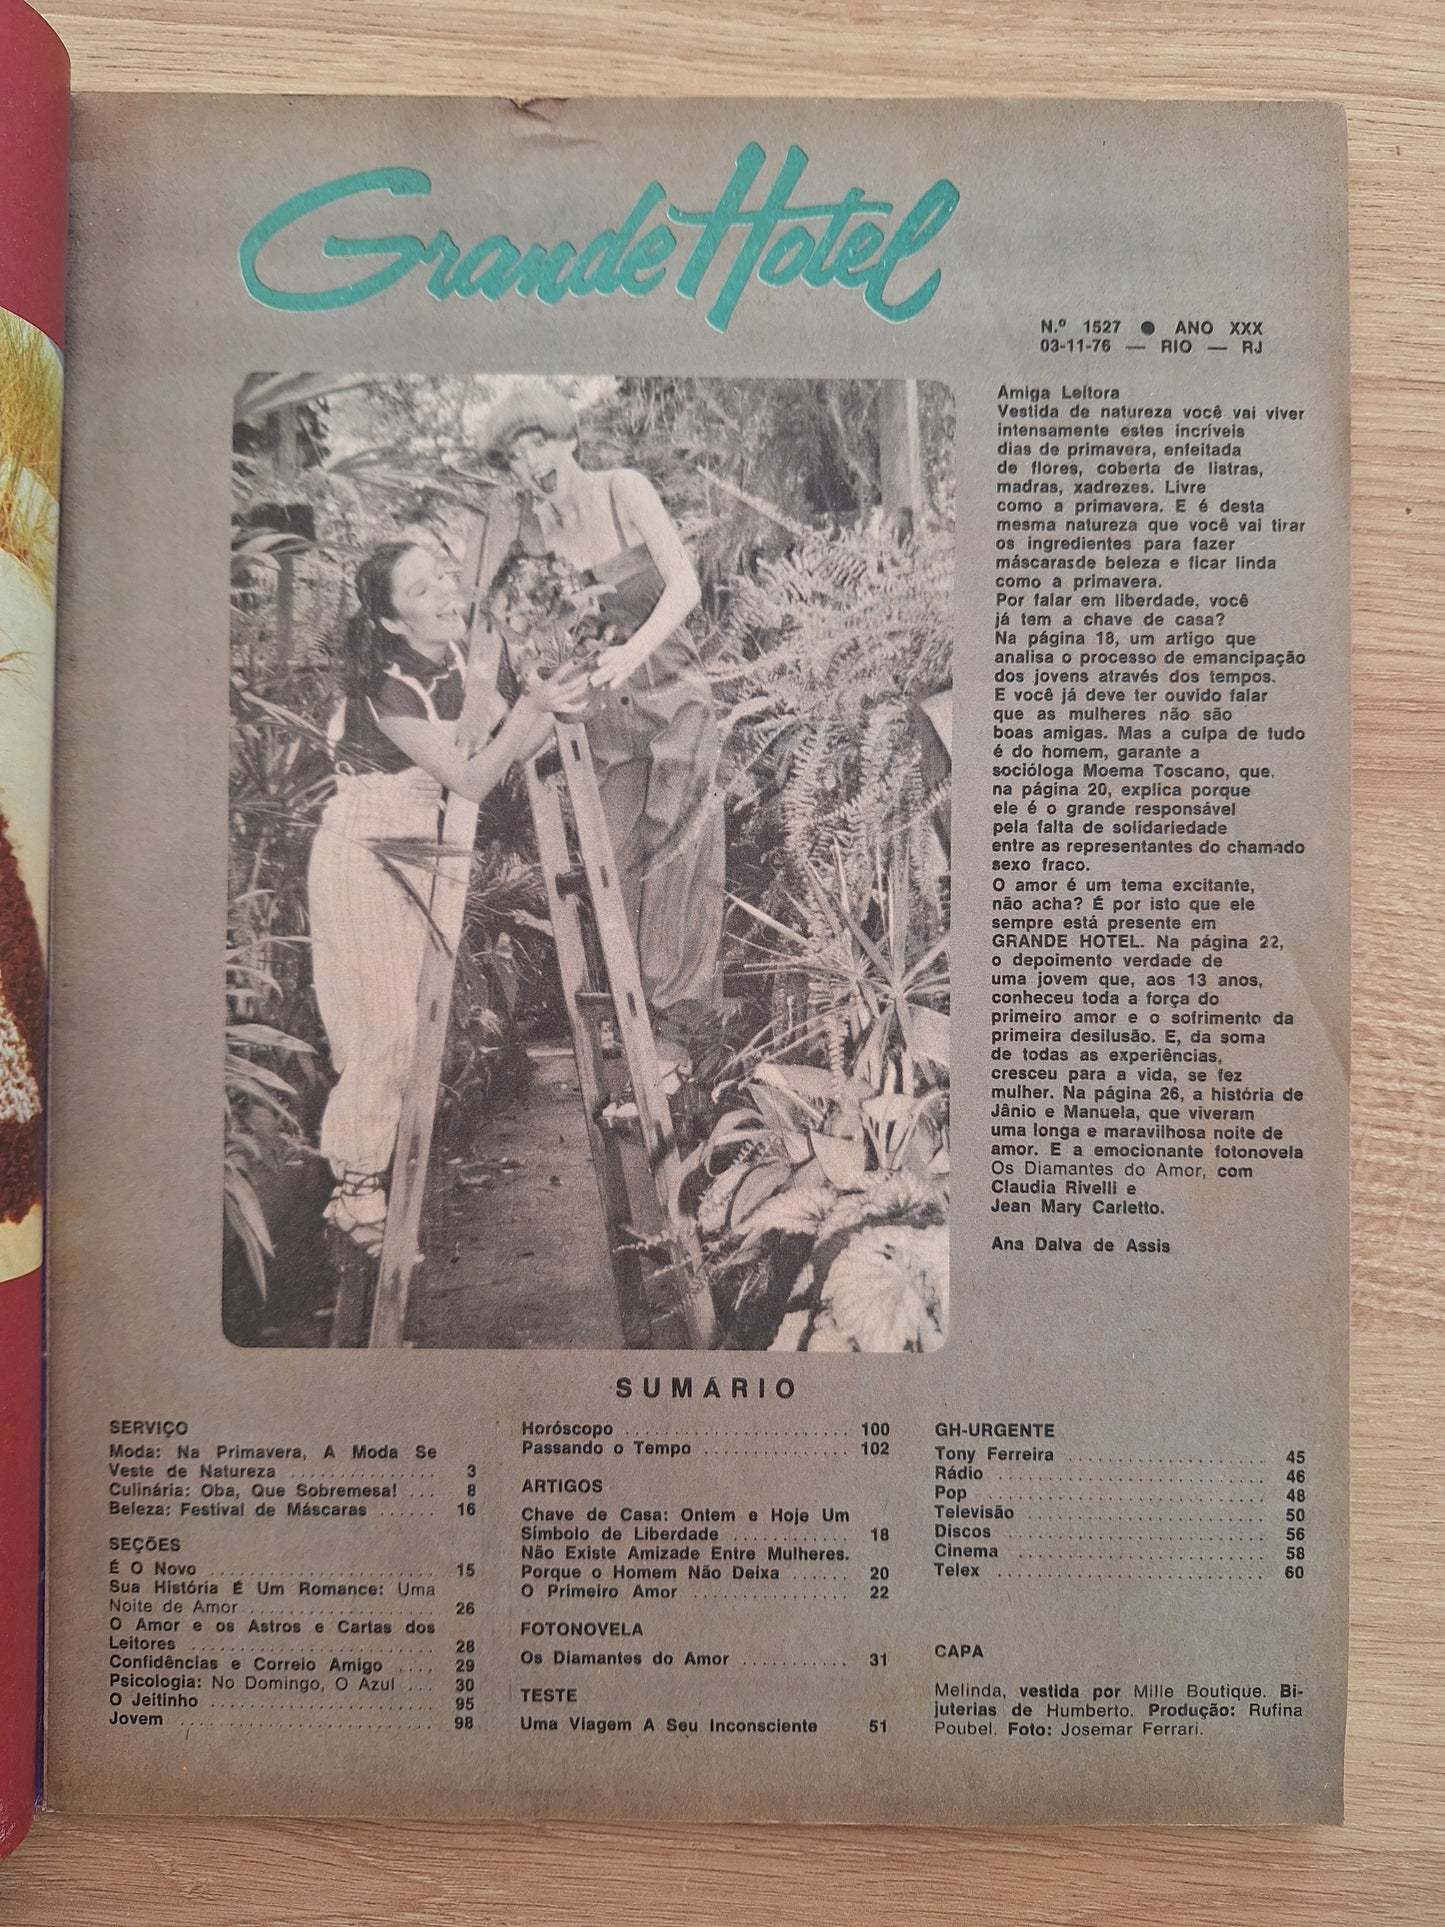 Grande Hotel
N.º 1527 ● ANO XXX
03-11-76 — RIO — RJ
Amiga Leitora
Vestida de natureza você vai viver
intensamente estes incríveis
dias de primavera, enfeitada
de flores, coberta de listras,
madras, xadrezes. Livre
como a primavera. E é desta
mesma natureza que você vai tirar
os ingredientes para fazer
máscarasde beleza e ficar linda
como a primavera.
Por falar em liberdade, você
já tem a chave de casa?
Na página 18, um artigo que
analisa o processo de emancipação
dos jovens através dos tempos.
E você já deve ter ouvido falar
que as mulheres não são
boas amigas. Mas a culpa de tudo
é do homem, garante a
socióloga Moema Toscano, que,
na página 20, explica porque
ele é o grande responsável
pela falta de solidariedade
entre as representantes do chamado
sexo fraco.
O amor é um tema excitante,
não acha? É por isto que ele
sempre está presente em
GRANDE HOTEL. Na página 22,
o depoimento verdade de
uma jovem que, aos 13 anos,
conheceu toda a força do
primeiro amor e o sofrimento da
primeira desilusão. E, da soma
de todas as experiências,
cresceu para a vida, se fez
mulher. Na página 26, a história de
Jânio e Manuela, que viveram
uma longa e maravilhosa noite de
amor. E a emocionante fotonovela
Os Diamantes do Amor, com
Claudia Rivelli e
Jean Mary Carletto.
Ana Dalva de Assis
SUMÁRIO
SERVIÇO
Moda: Na Primavera, A Moda Se
Veste de Natureza ............... 3
Culinária: Oba, Que Sobremesa! ... 8
Beleza: Festival de Máscaras ...... 16
SEÇÕES
É O Novo ........................ 15
Sua História É Um Romance: Uma
Noite de Amor .................... 26
O Amor e os Astros e Cartas dos
Leitores .......................... 28
Confidências e Correio Amigo .... 29
Psicologia: No Domingo, O Azul ... 30
O Jeitinho ........................ 95
Jovem ........................... 98
Horóscopo ........................ 100
Passando o Tempo ............... 102
ARTIGOS
Chave de Casa: Ontem e Hoje Um
Símbolo de Liberdade ............ 18
Não Existe Amizade Entre Mulheres.
Porque o Homem Não Deixa ...... 20
O Primeiro Amor ................. 22
FOTONOVELA
Os Diamantes do Amor ........... 31
TESTE
Uma Viagem A Seu Inconsciente 51
GH-URGENTE
Tony Ferreira ..................... 45
Rádio ............................ 46
Pop ............................. 48
Televisão ......................... 50
Discos ........................... 56
Cinema .......................... 58
Telex ............................ 60
CAPA
Melinda, vestida por Mille Boutique. Bi-
juterias de Humberto. Produção: Rufina
Poubel. Foto: Josemar Ferrari.